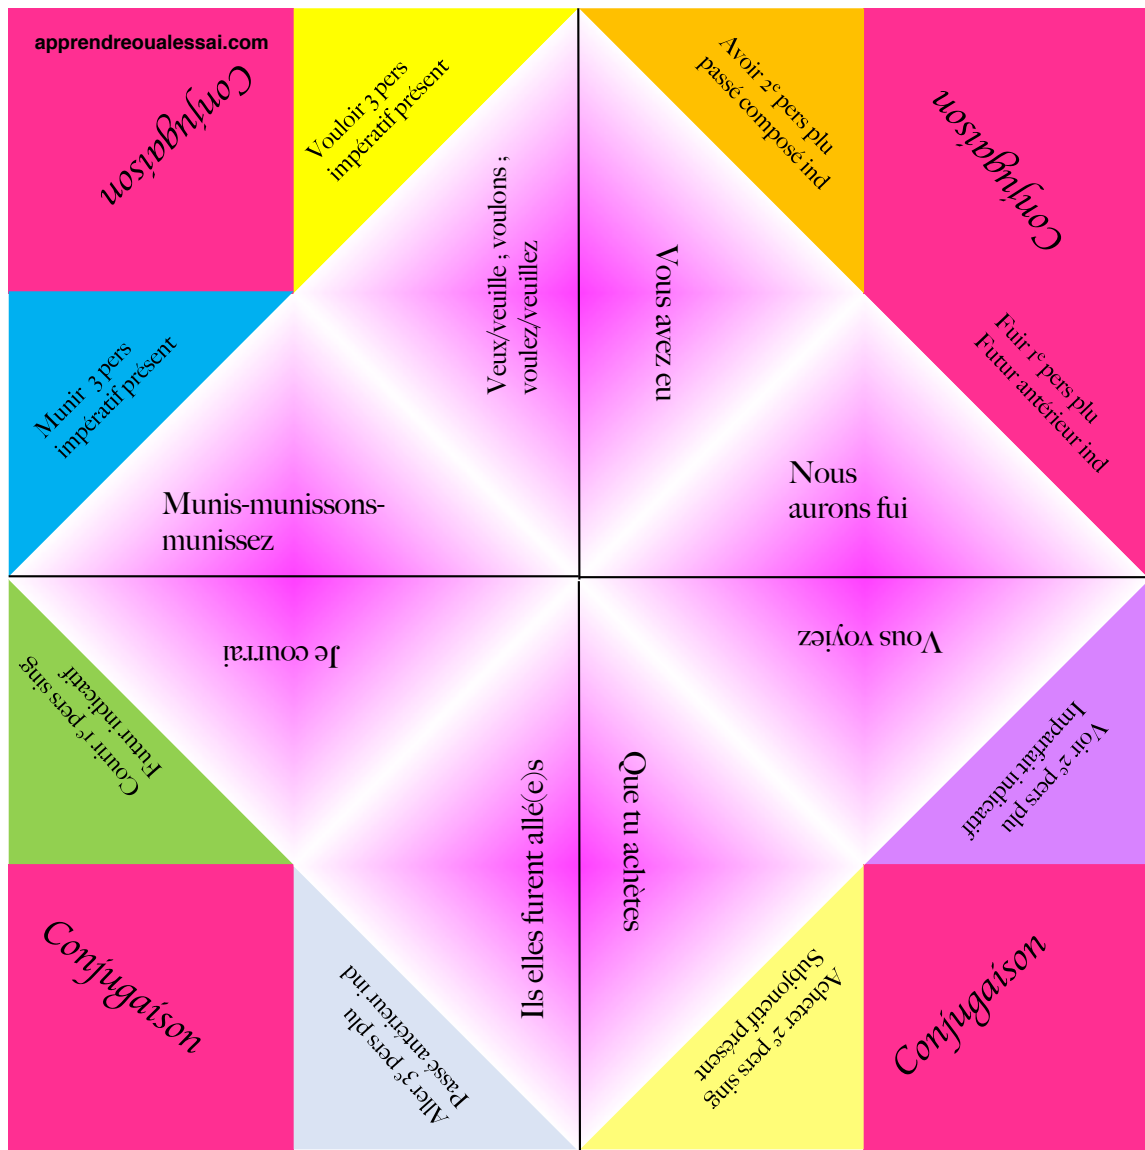 apprendreoualessai.com
Conjugaison
Vouloir 3 pers
impératif présent
Avoir 2e pers plu
passé composé ind
Conjugaison
Munir 3 pers
impératif présent
Veux/veuille ; voulons ;
voulez/veuillez
Vous avez eu
Fuir 1e pers plu
Futur antérieur ind
Munis-munissons-
munissez
Nous
aurons fui
Je courrai
Vous voyiez
Courir 1e pers sing
Futur indicatif
Ils elles furent allé(e)s
Que tu achètes
Voir 2e pers plu
Imparfait indicatif
Conjugaison
Aller 3e pers plu
Passé antérieur ind
Acheter 2e pers sing
Subjonctif présent
Conjugaison